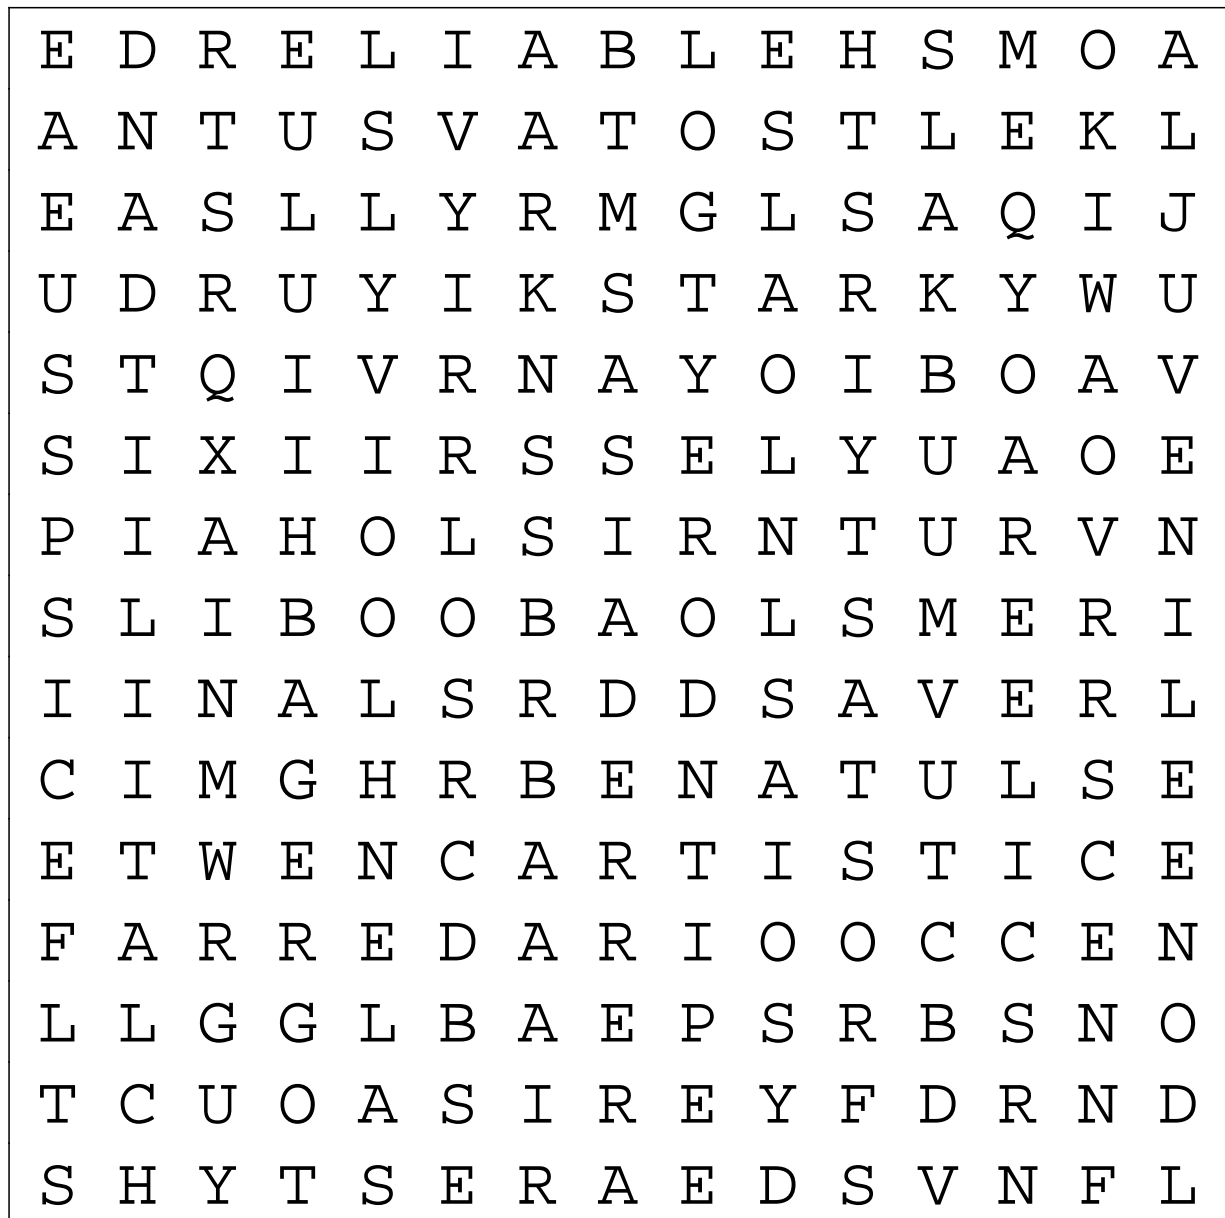 E D R E L I A B L E H S M O A
A N T U S V A T O S T L E K L
E A S L L Y R M G L S A Q I J
U D R U Y I K S T A R K Y W U
S T Q I V R N A Y O I B O A V
S I X I I R S S E L Y U A O E
P I A H O L S I R N T U R V N
S L I B O O B A O L S M E R I
I I N A L S R D D S A V E R L
C I M G H R B E N A T U L S E
E T W E N C A R T I S T I C E
F A R R E D A R I O O C C E N
L L G G L B A E P S R B S N O
T C U O A S I R E Y F D R N D
S H Y T S E R A E D S V N F L